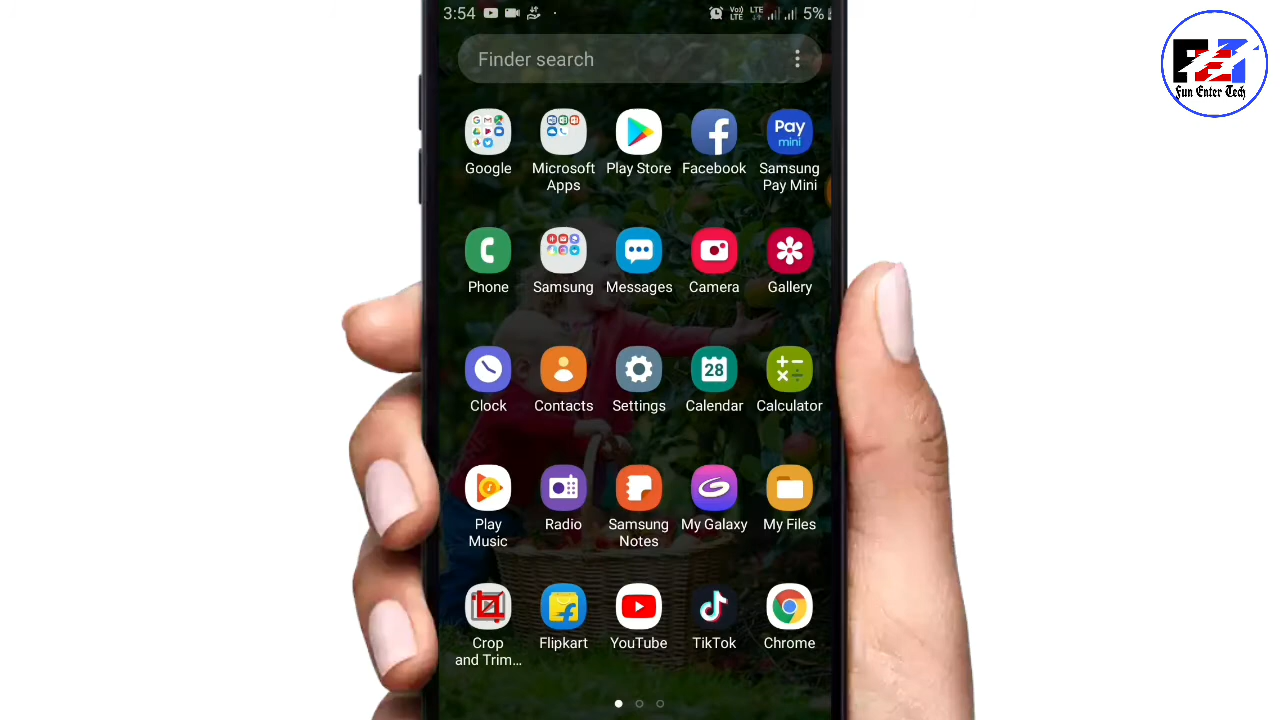 3:54
VoLTE LTE 5%
Finder search
Pay
mini
Google
Microsoft
Apps
Play Store
Facebook
Samsung
Pay Mini
Phone
Samsung
Messages
Camera
Gallery
28
Clock
Contacts
Settings
Calendar
Calculator
Play
Music
Radio
Samsung
Notes
My Galaxy
My Files
Crop
and Trim...
Flipkart
YouTube
TikTok
Chrome
Fun Enter Tech